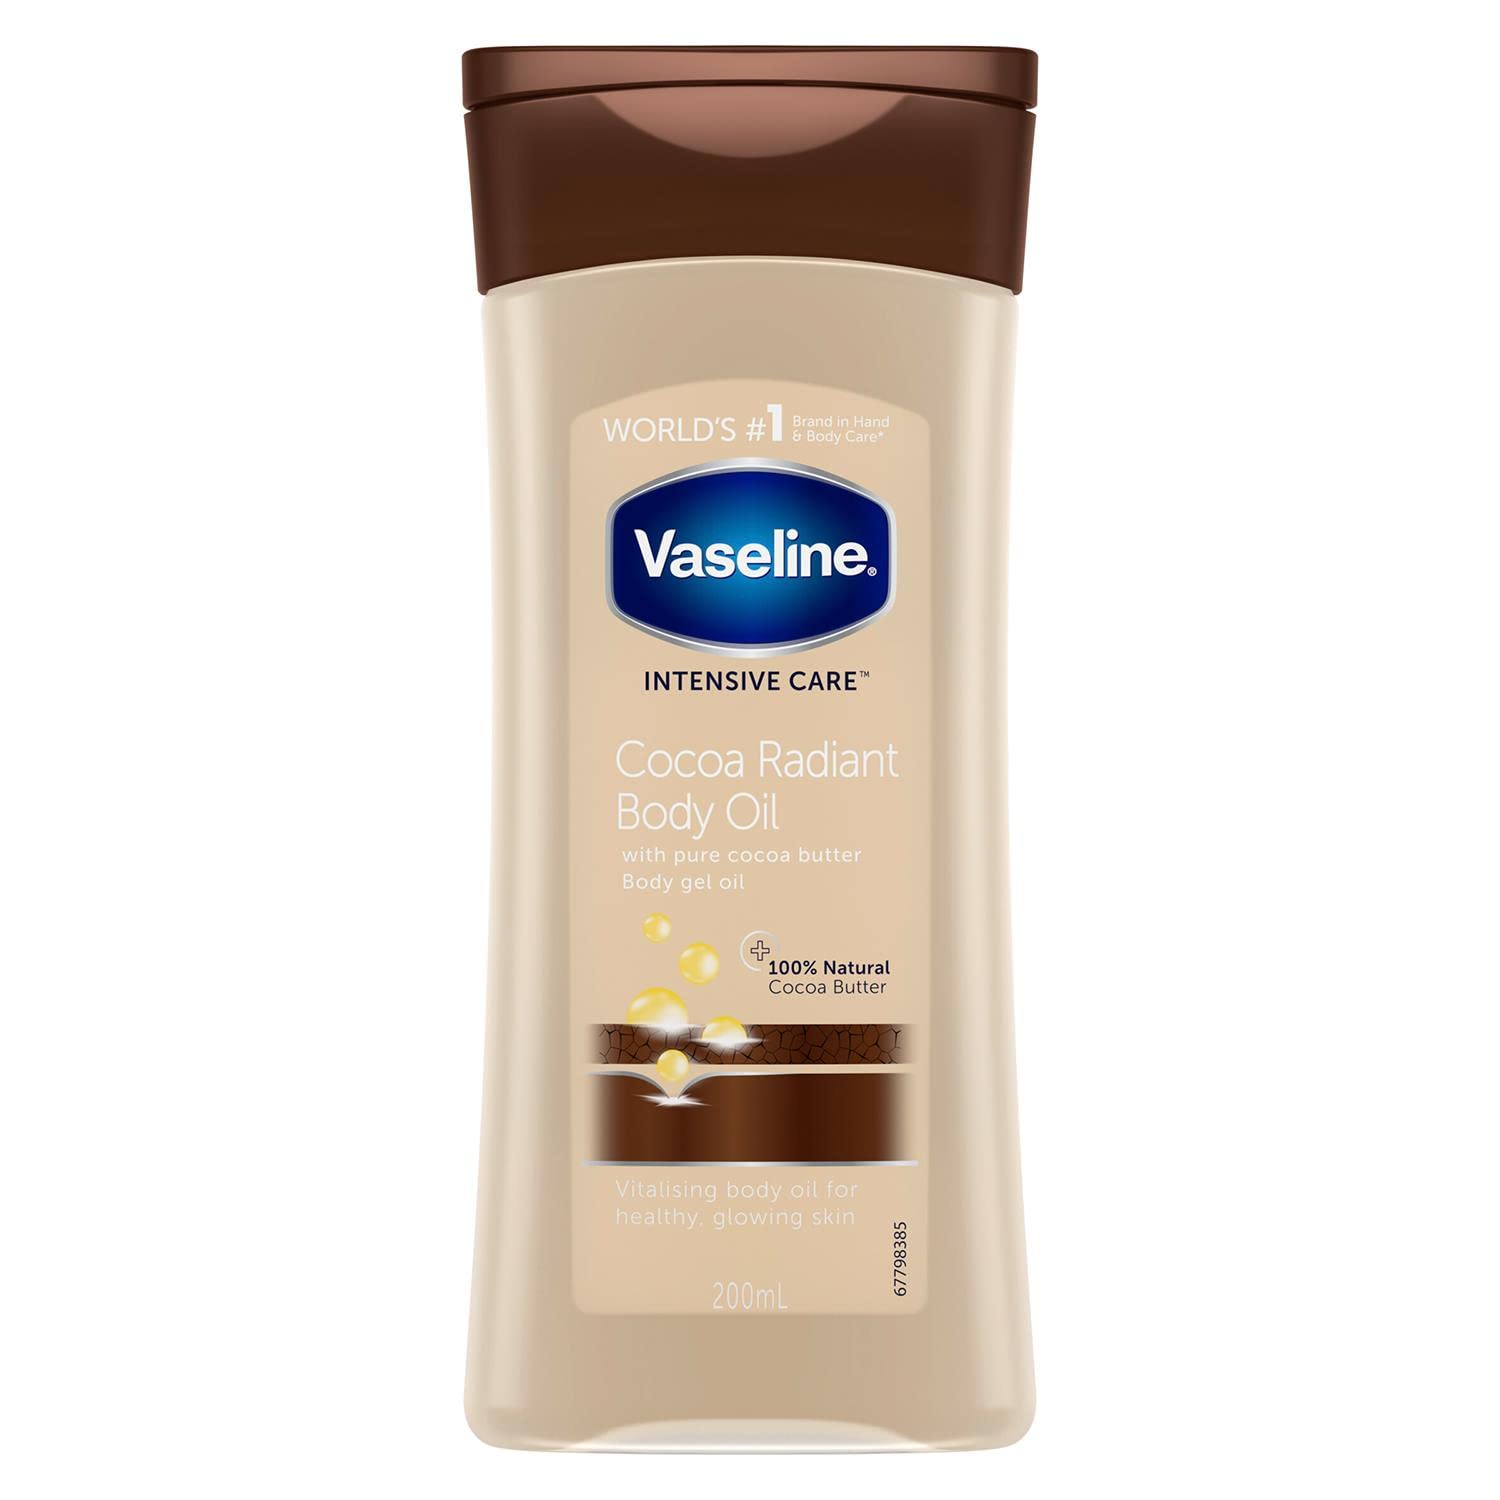 WORLD'S #1 Brand in Hand
& Body Care*
Vaseline®
INTENSIVE CARE™
Cocoa Radiant
Body Oil
with pure cocoa butter
Body gel oil
100% Natural
Cocoa Butter
Vitalising body oil for
healthy, glowing skin
67798385
200mL